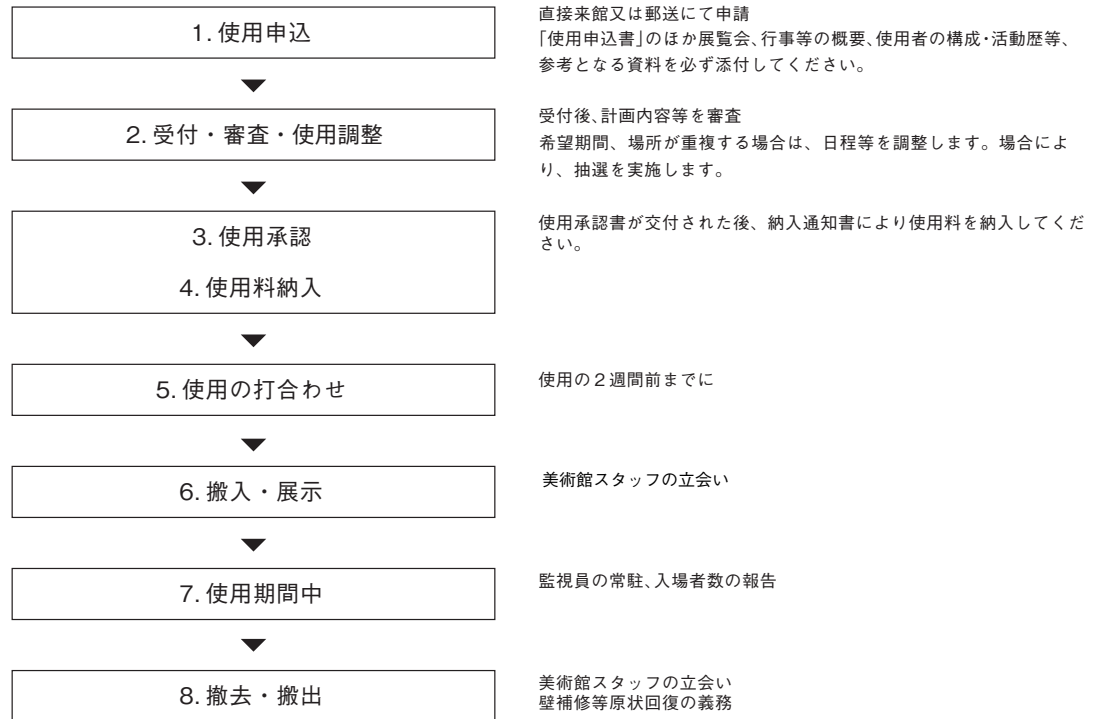 1. 使用申込
直接来館又は郵送にて申請
「使用申込書」のほか展覧会、行事等の概要、使用者の構成・活動歴等、
参考となる資料を必ず添付してください。
2. 受付・審査・使用調整
受付後、計画内容等を審査
希望期間、場所が重複する場合は、日程等を調整します。場合によ
り、抽選を実施します。
3. 使用承認
4. 使用料納入
使用承認書が交付された後、納入通知書により使用料を納入してくだ
さい。
5. 使用の打合わせ
使用の2週間前までに
6. 搬入・展示
美術館スタッフの立会い
7. 使用期間中
監視員の常駐、入場者数の報告
8. 撤去・搬出
美術館スタッフの立会い
壁補修等原状回復の義務